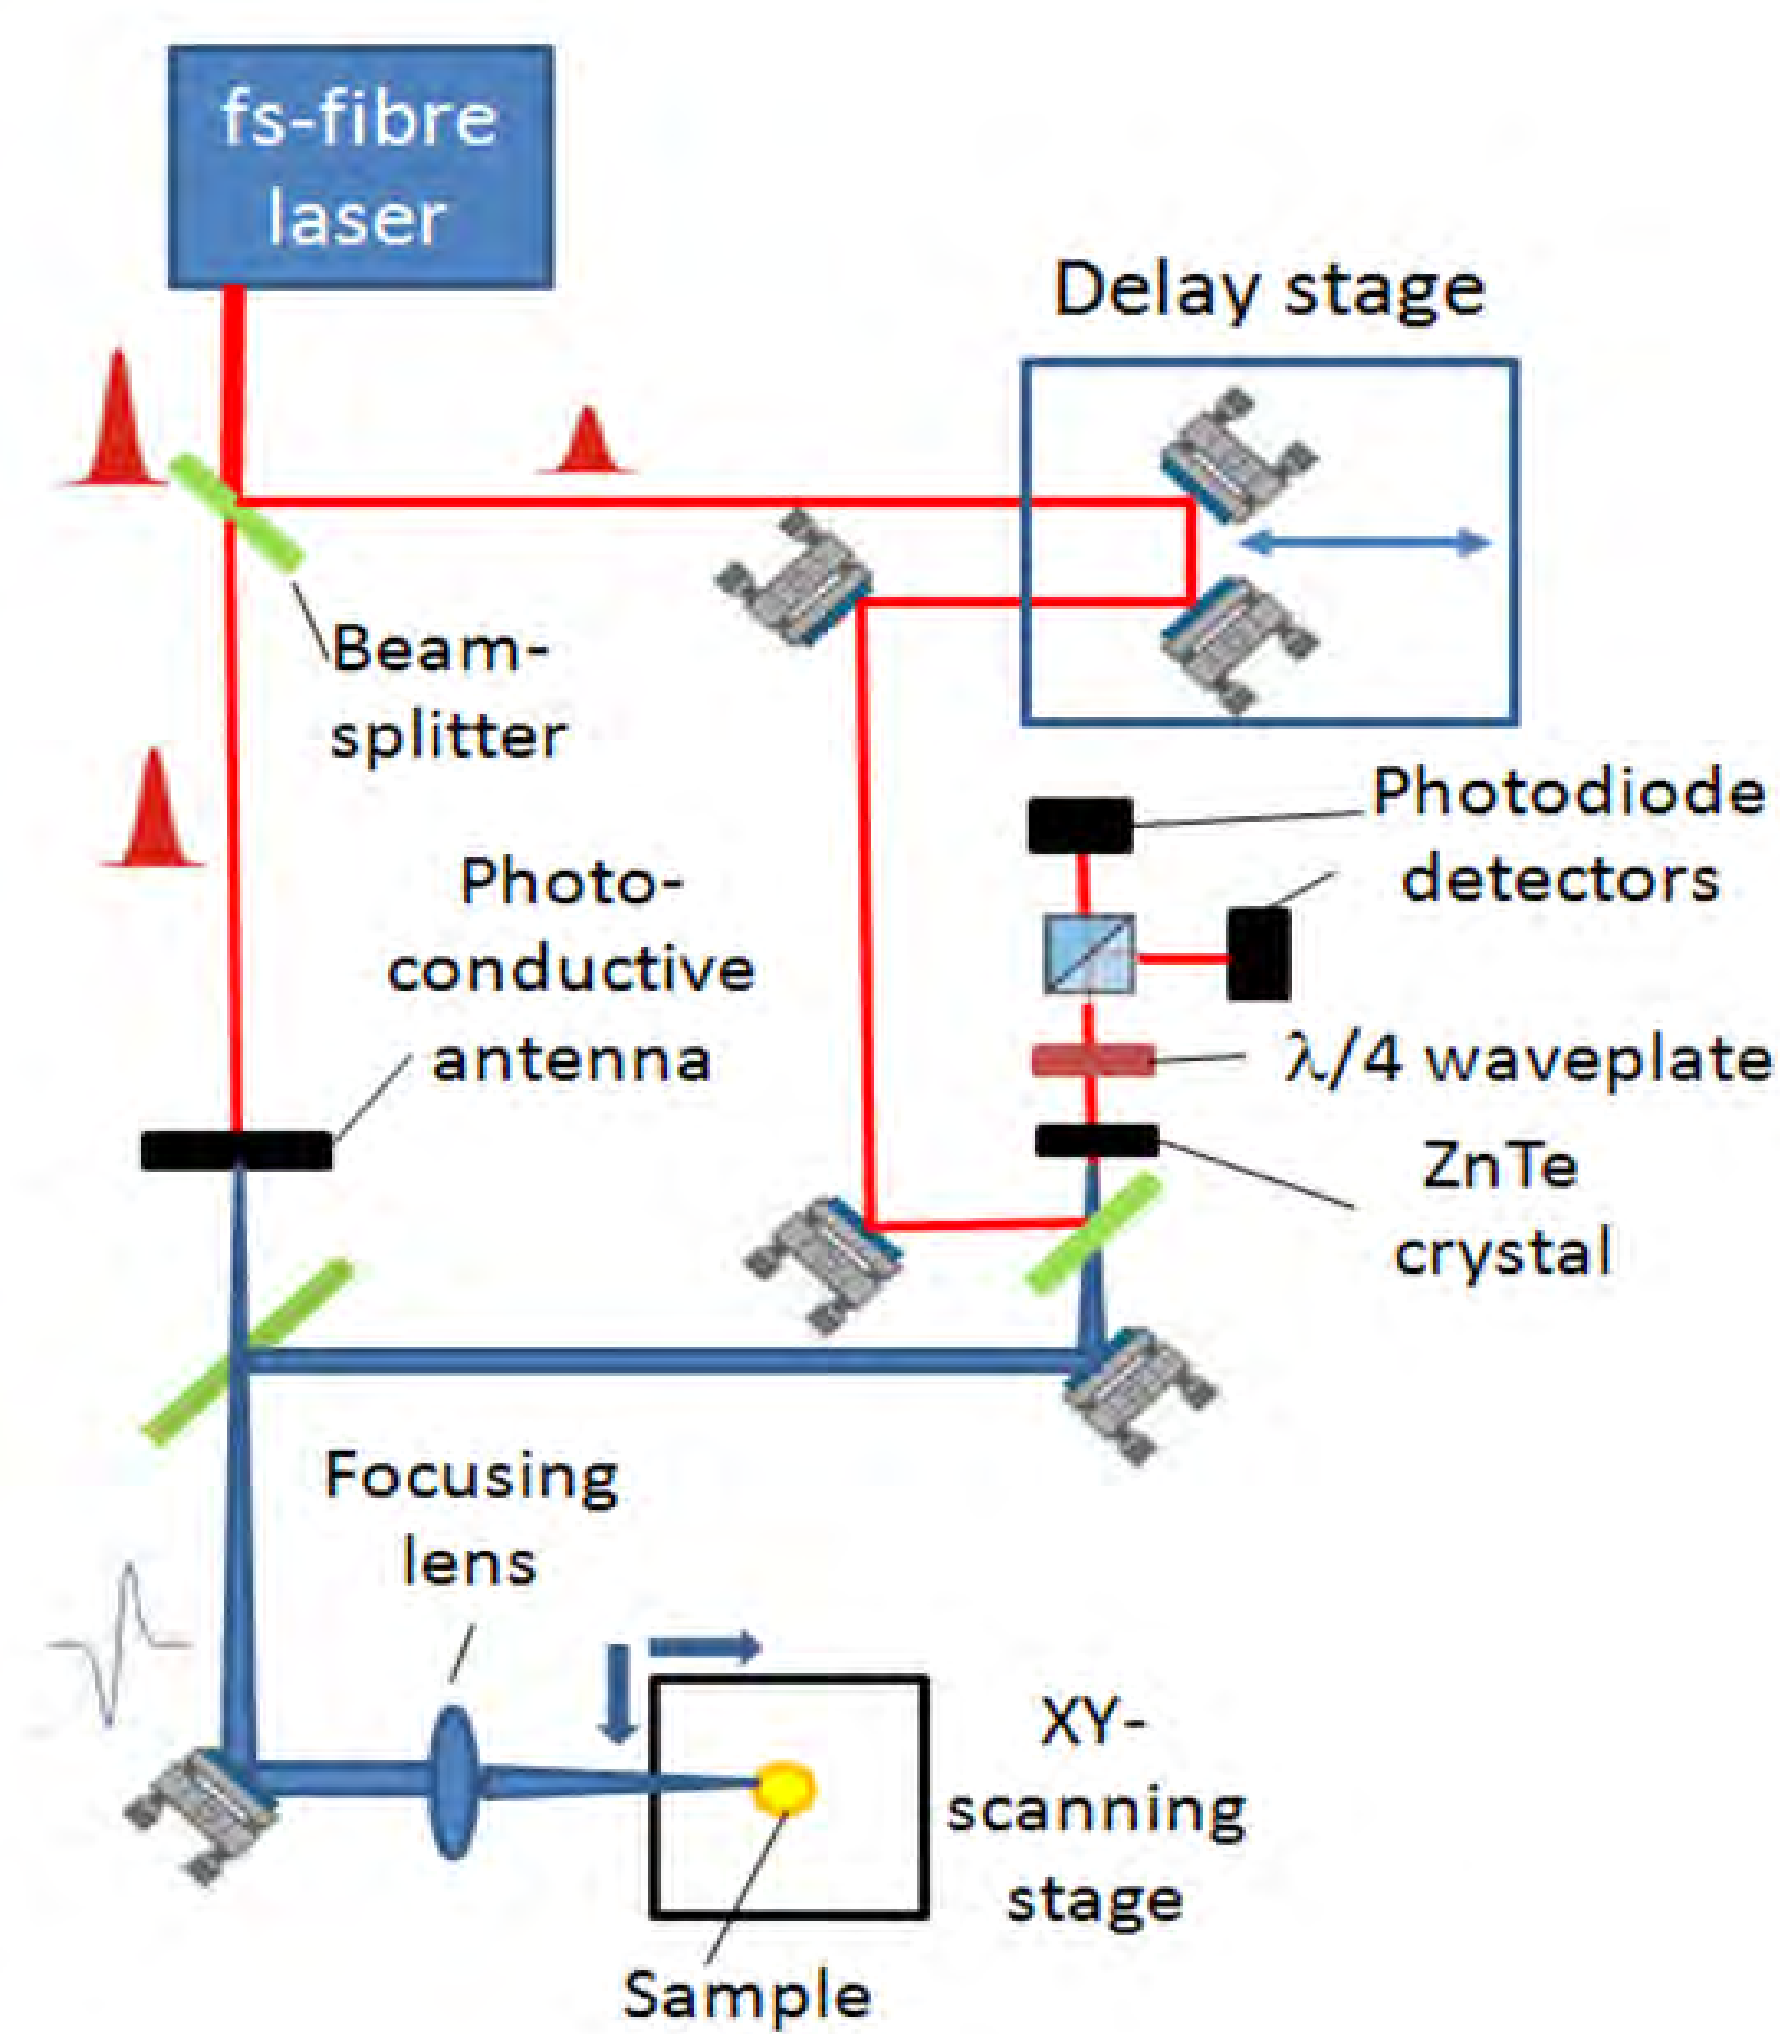 fs-fibre
laser
Delay stage
Beam-
splitter
Photodiode
detectors
Photo-
conductive
antenna
λ/4 waveplate
ZnTe
crystal
Focusing
lens
XY-
scanning
stage
Sample